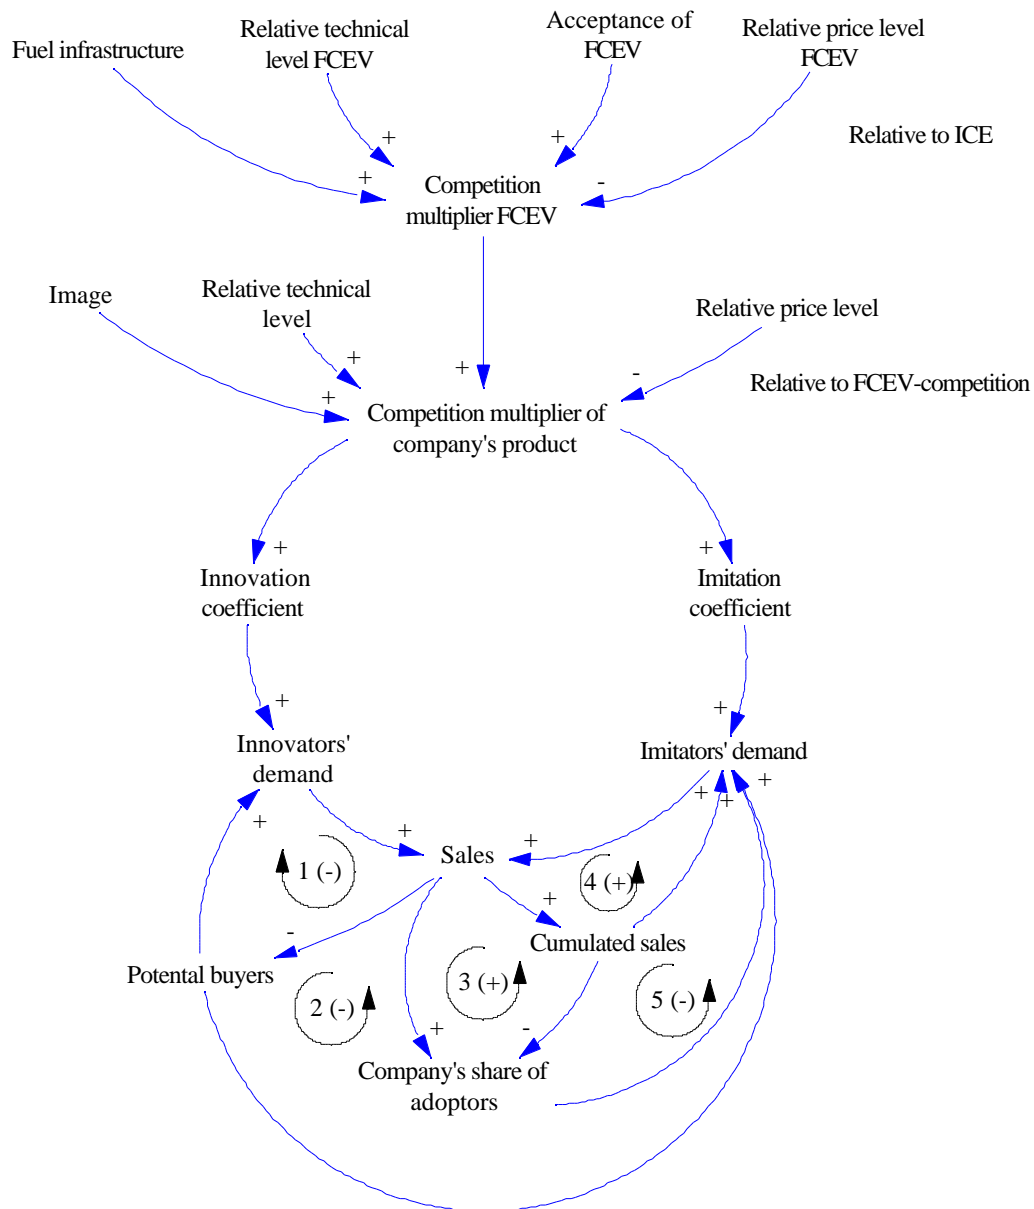 Fuel infrastructure
Relative technical
level FCEV
Acceptance of
FCEV
Relative price level
FCEV
+
+
+
-
Relative to ICE
Competition
multiplier FCEV
Image
Relative technical
level
Relative price level
+
+
+
-
Relative to FCEV-competition
Competition multiplier of
company's product
+
+
Innovation
coefficient
Imitation
coefficient
+
+
Innovators'
demand
Imitators' demand
+
+
+
+
+
+
1 (-)
Sales
4 (+)
-
+
Cumulated sales
Potental buyers
2 (-)
3 (+)
5 (-)
+
-
Company's share of
adoptors